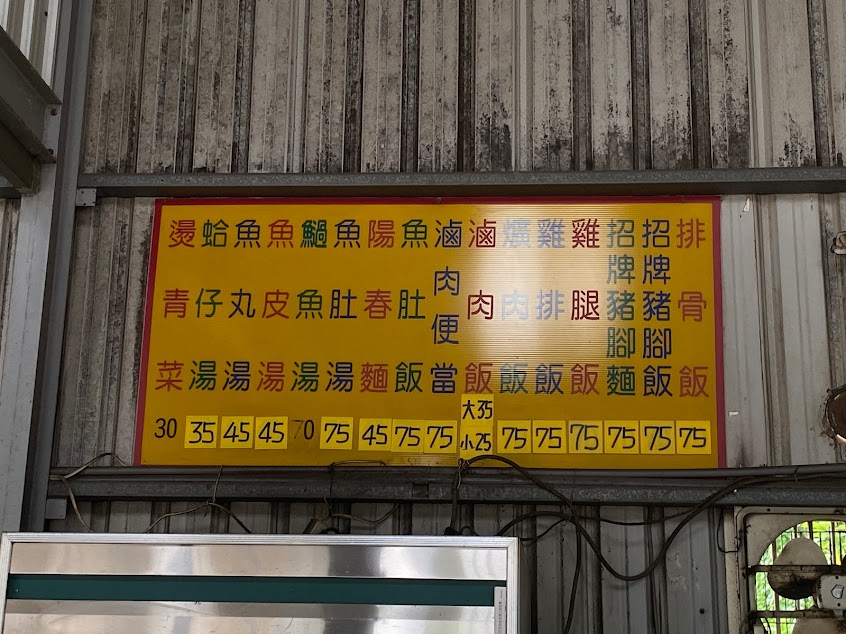 排骨飯 75
招牌豬腳飯 75
招牌豬腳麵 75
雞腿飯 75
雞排飯 75
爌肉飯 75
滷肉飯 大35 小25
滷肉便當 75
魚肚飯 75
陽春麵 45
魚肚湯 75
魚湯 70
魚皮湯 45
魚丸湯 45
蛤仔湯 35
燙青菜 30